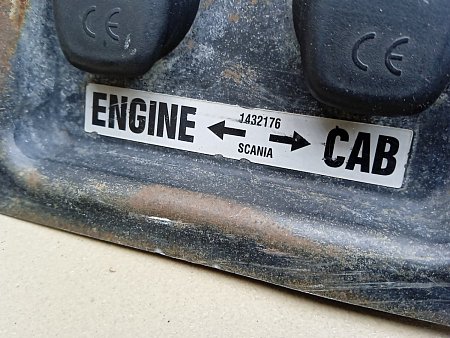 CE
CE
ENGINE
1432176
SCANIA
CAB